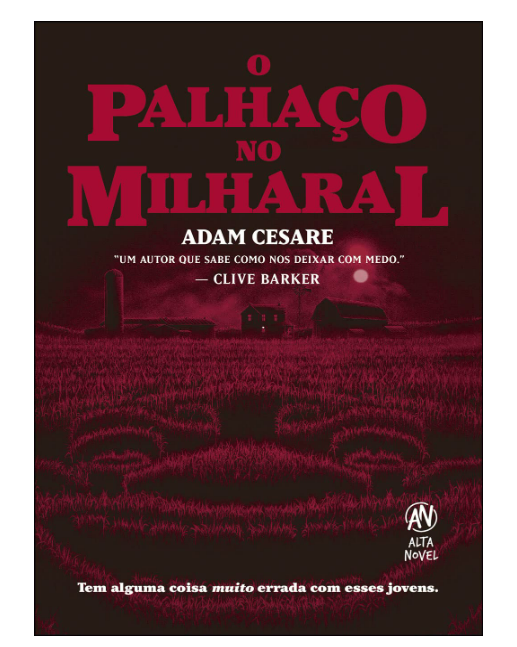 O
PALHAÇO
NO
MILHARAL
ADAM CESARE
"UM AUTOR QUE SABE COMO NOS DEIXAR COM MEDO."
— CLIVE BARKER
AN
ALTA
NOVEL
Tem alguma coisa muito errada com esses jovens.